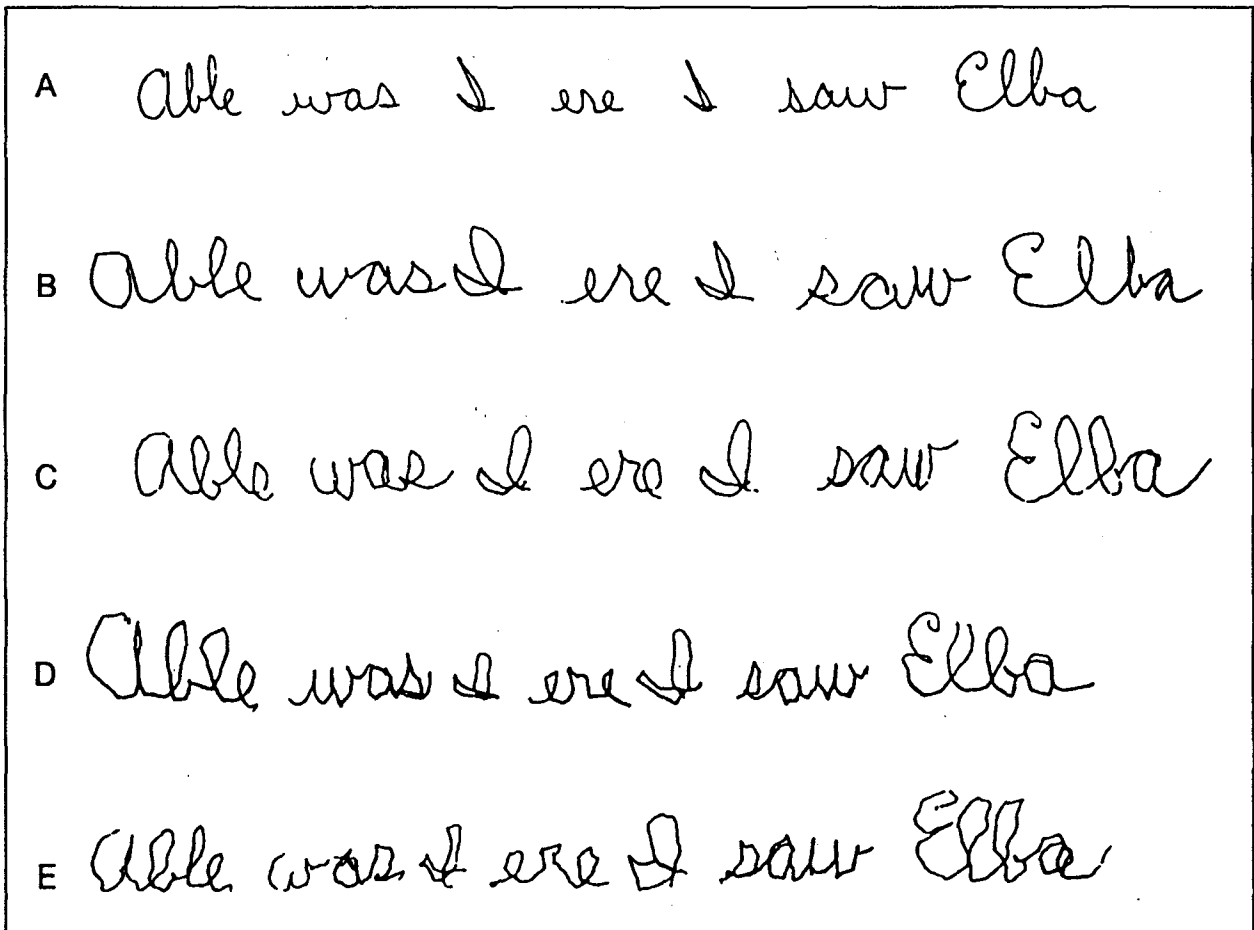 A Able was I ere I saw Elba
B Able was I ere I saw Elba
C Able was I ere I saw Elba
D Able was I ere I saw Elba
E Able was I ere I saw Elba